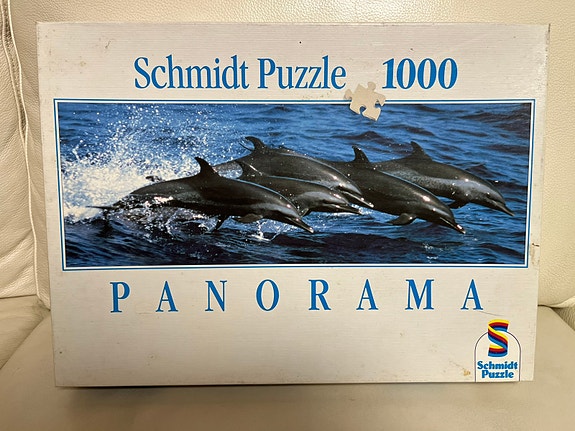 Schmidt Puzzle 1000
PANORAMA
Schmidt
Puzzle